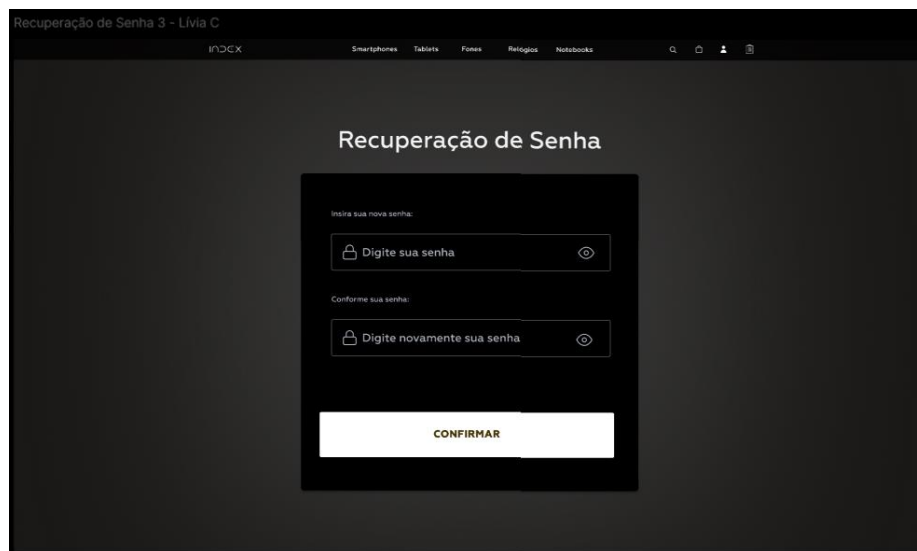 Recuperação de Senha 3 - Lívia C
INDEX Smartphones Tablets Fones Relógios Notebooks
Recuperação de Senha
Insira sua nova senha:
Digite sua senha
Conforme sua senha:
Digite novamente sua senha
CONFIRMAR